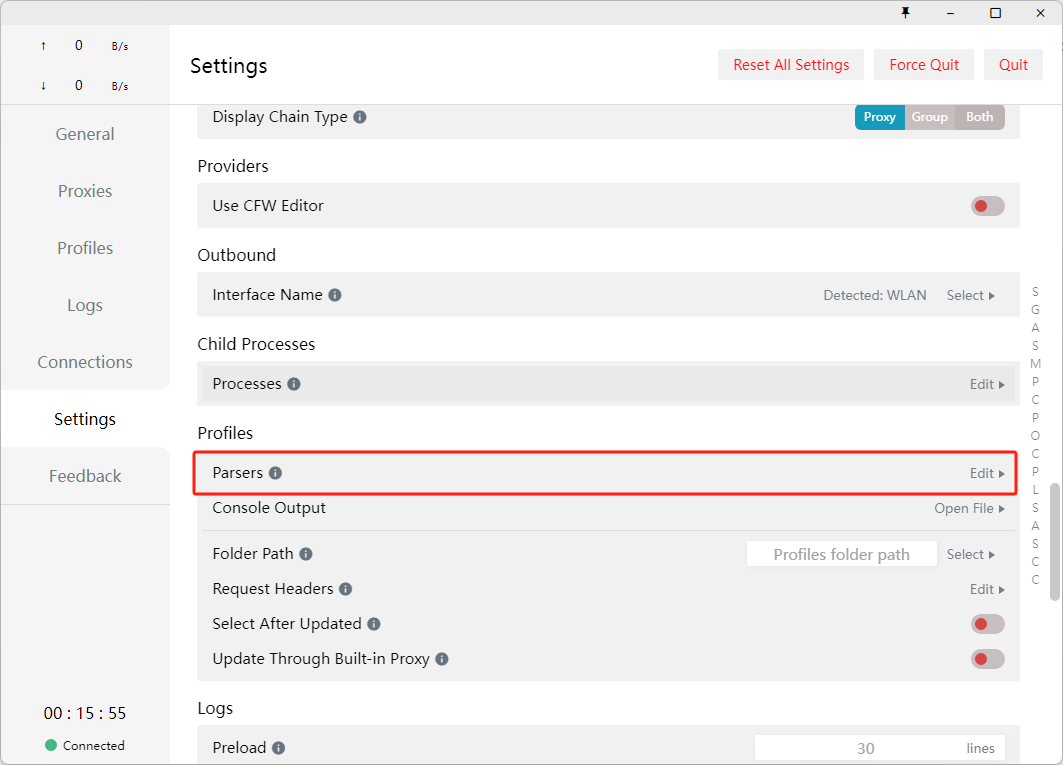 ↑ 0 B/s
↓ 0 B/s
Settings
Reset All Settings Force Quit Quit
General
Proxies
Profiles
Logs
Connections
Settings
Feedback
00 : 15 : 55
Connected
Display Chain Type Proxy Group Both
Providers
Use CFW Editor
Outbound
Interface Name Detected: WLAN Select
Child Processes
Processes Edit
Profiles
Parsers Edit
Console Output Open File
Folder Path Profiles folder path Select
Request Headers Edit
Select After Updated
Update Through Built-in Proxy
Logs
Preload 30 lines
S
G
A
S
M
P
C
P
O
C
P
L
S
A
S
C
C